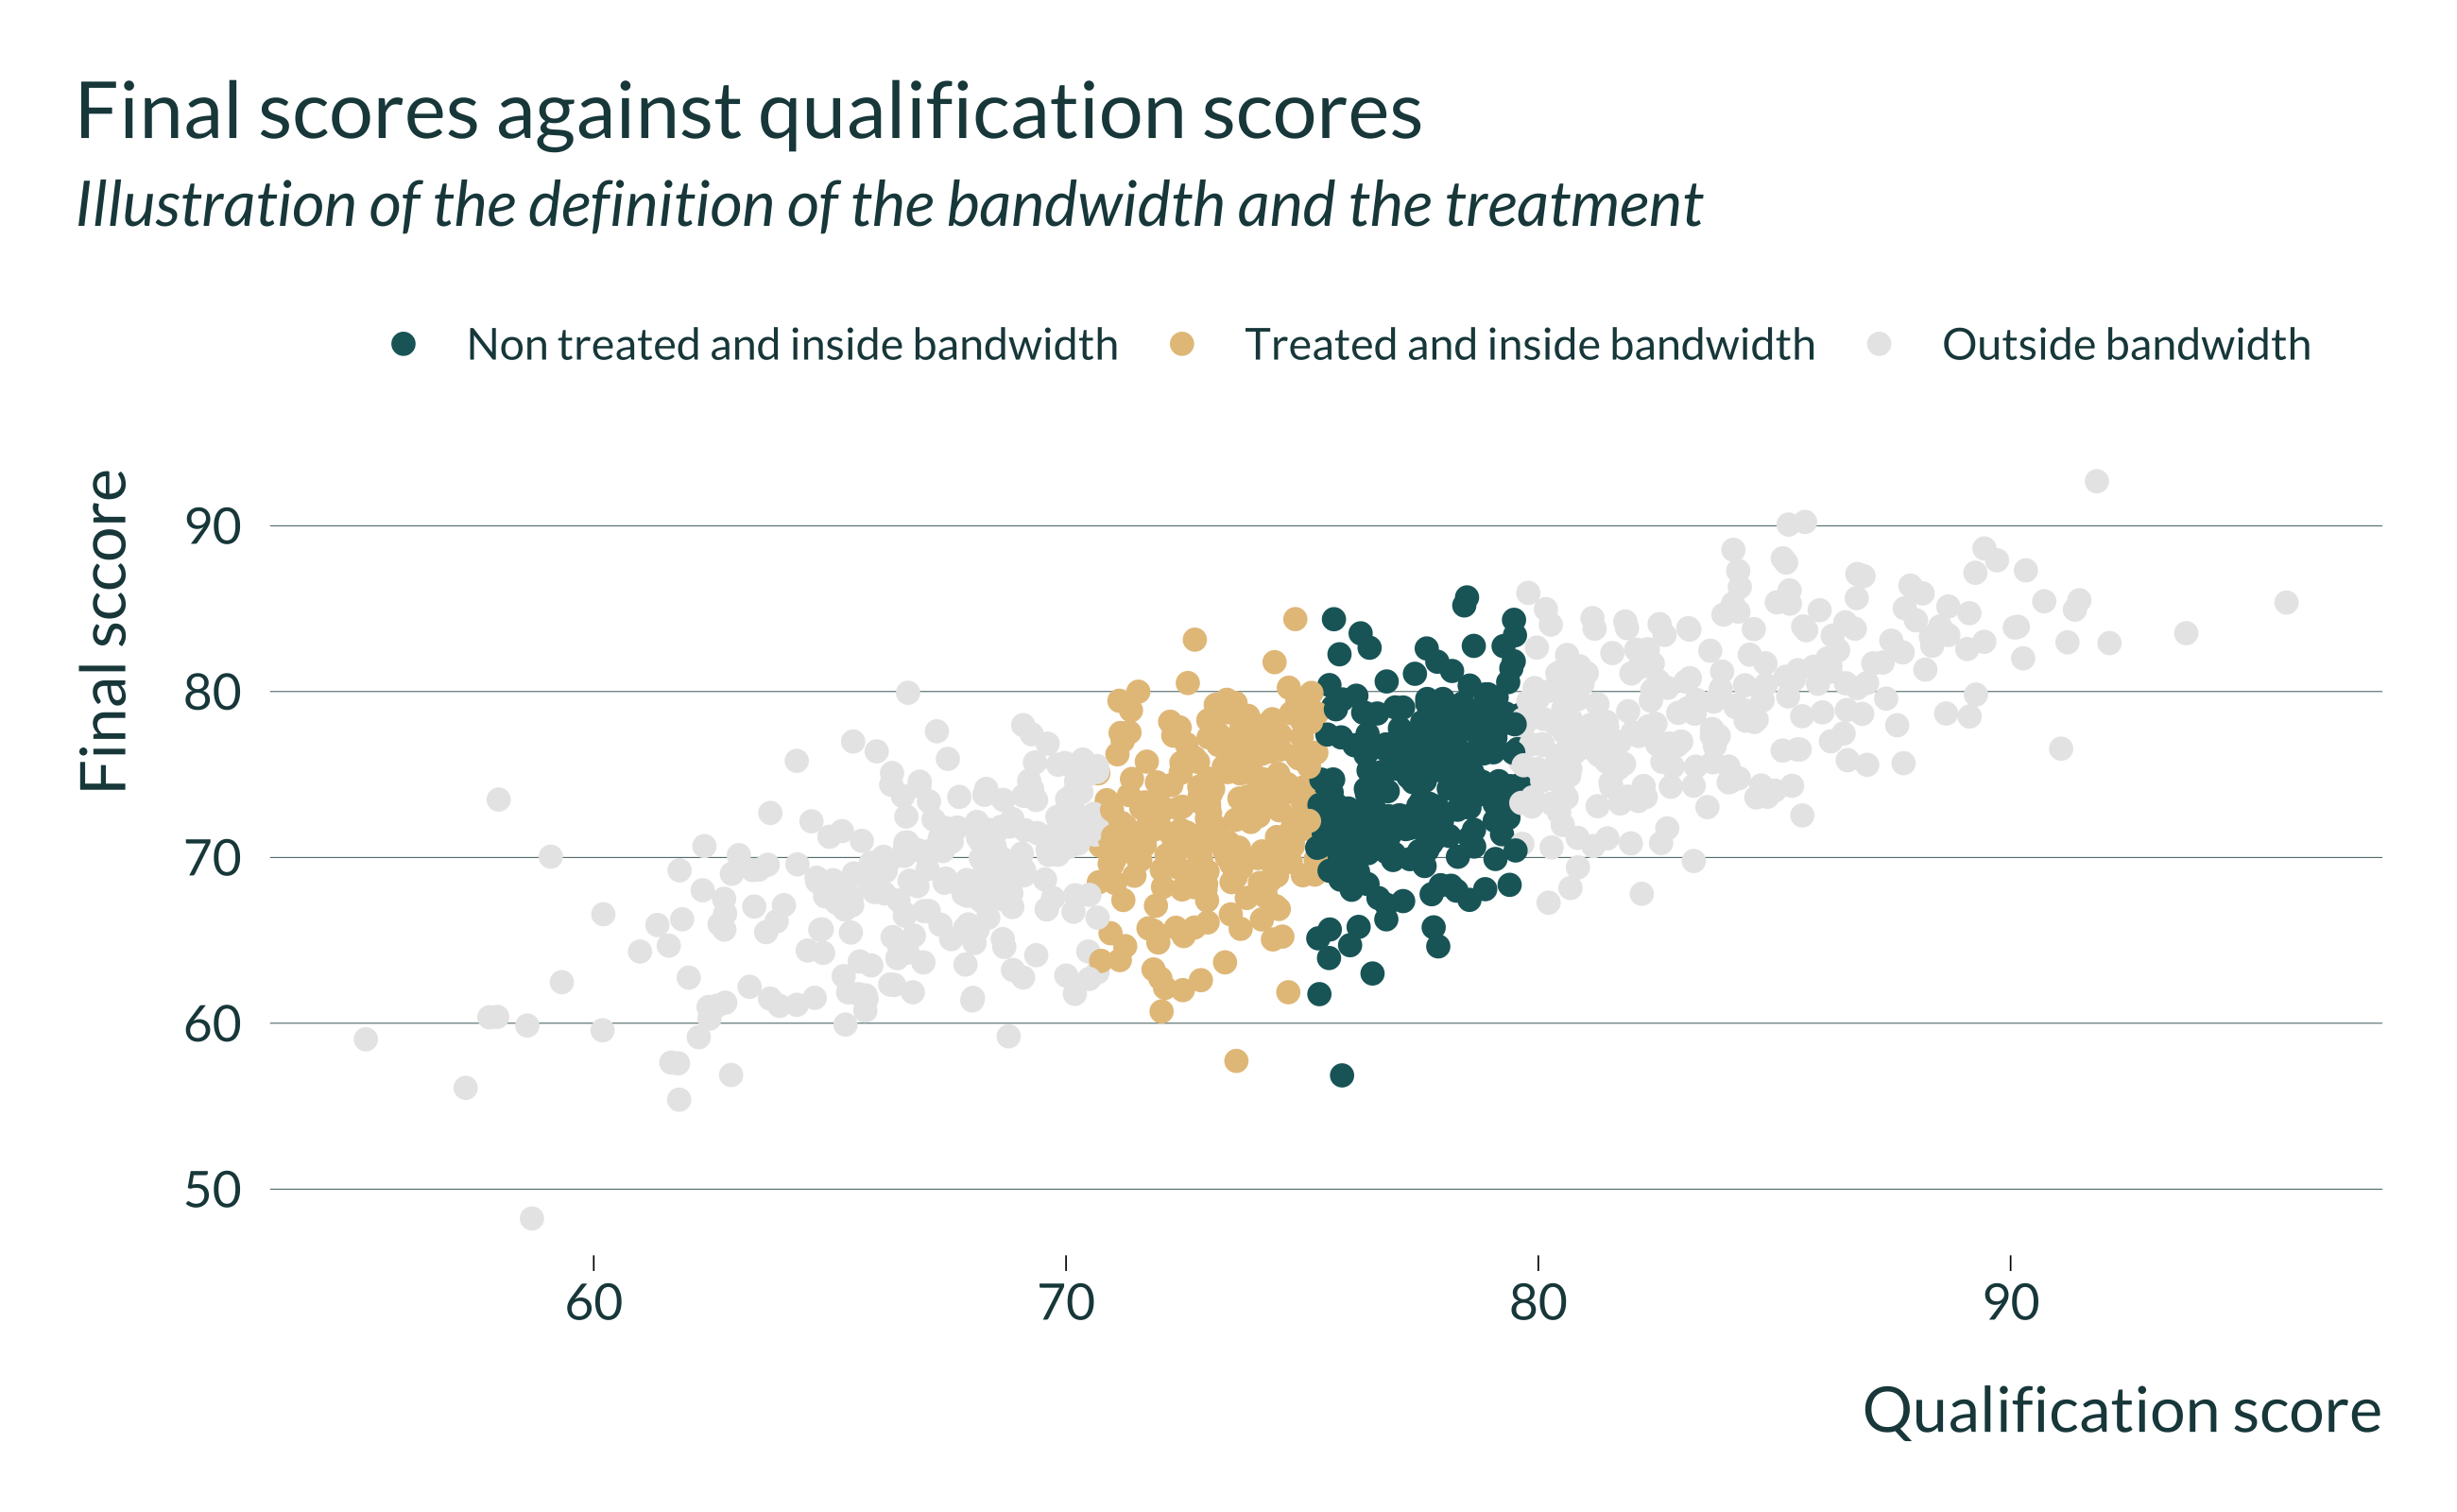 Final scores against qualification scores
Illustration of the definition of the bandwidth and the treatment
Non treated and inside bandwidth Treated and inside bandwidth Outside bandwidth
Final sccore
90
80
70
60
50
60 70 80 90
Qualification score